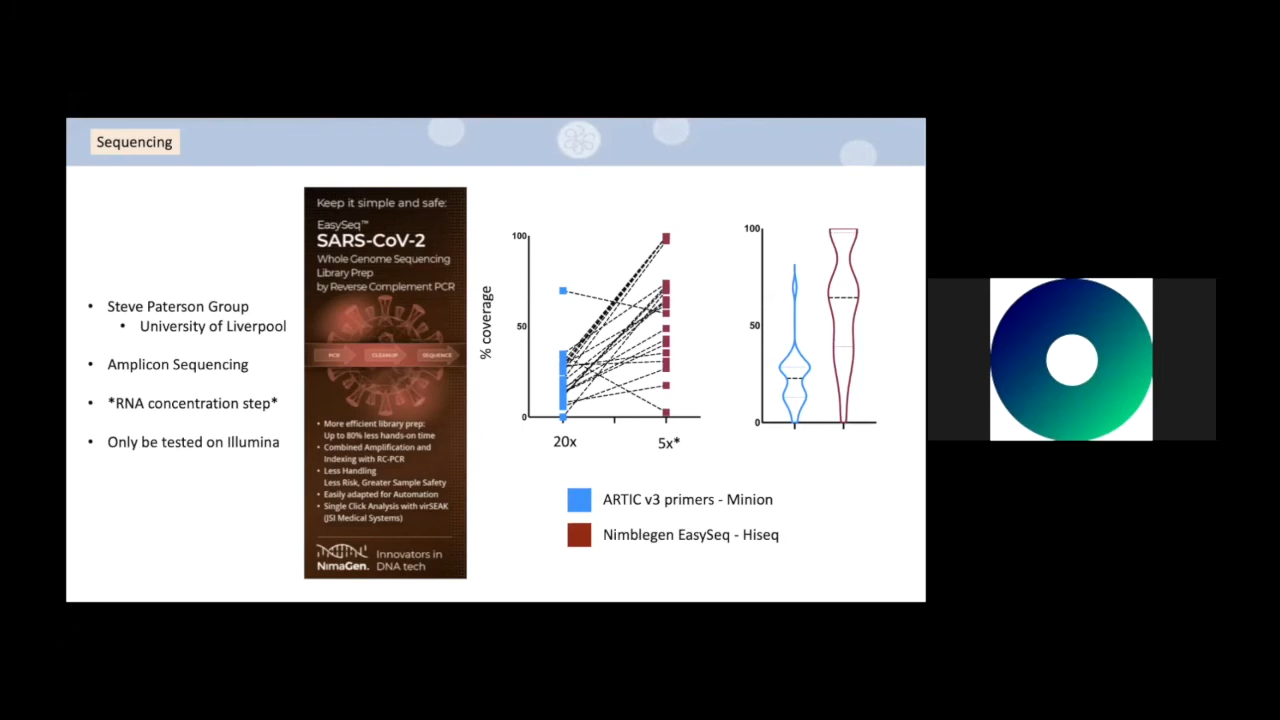 Sequencing
• Steve Paterson Group
• University of Liverpool
• Amplicon Sequencing
• *RNA concentration step*
• Only be tested on Illumina
Keep it simple and safe:
EasySeq™
SARS-CoV-2
Whole Genome Sequencing
Library Prep
by Reverse Complement PCR
PCR CLEANUP SEQUENCE
• More efficient library prep:
Up to 80% less hands-on time
• Combined Amplification and
Indexing with RC-PCR
• Less Handling
Less Risk, Greater Sample Safety
• Easily adapted for Automation
• Single Click Analysis with virSEAK
(JSI Medical Systems)
NimaGen. Innovators in
DNA tech
% coverage
100
50
0
20x 5x*
100
50
0
ARTIC v3 primers - Minion
Nimblegen EasySeq - Hiseq